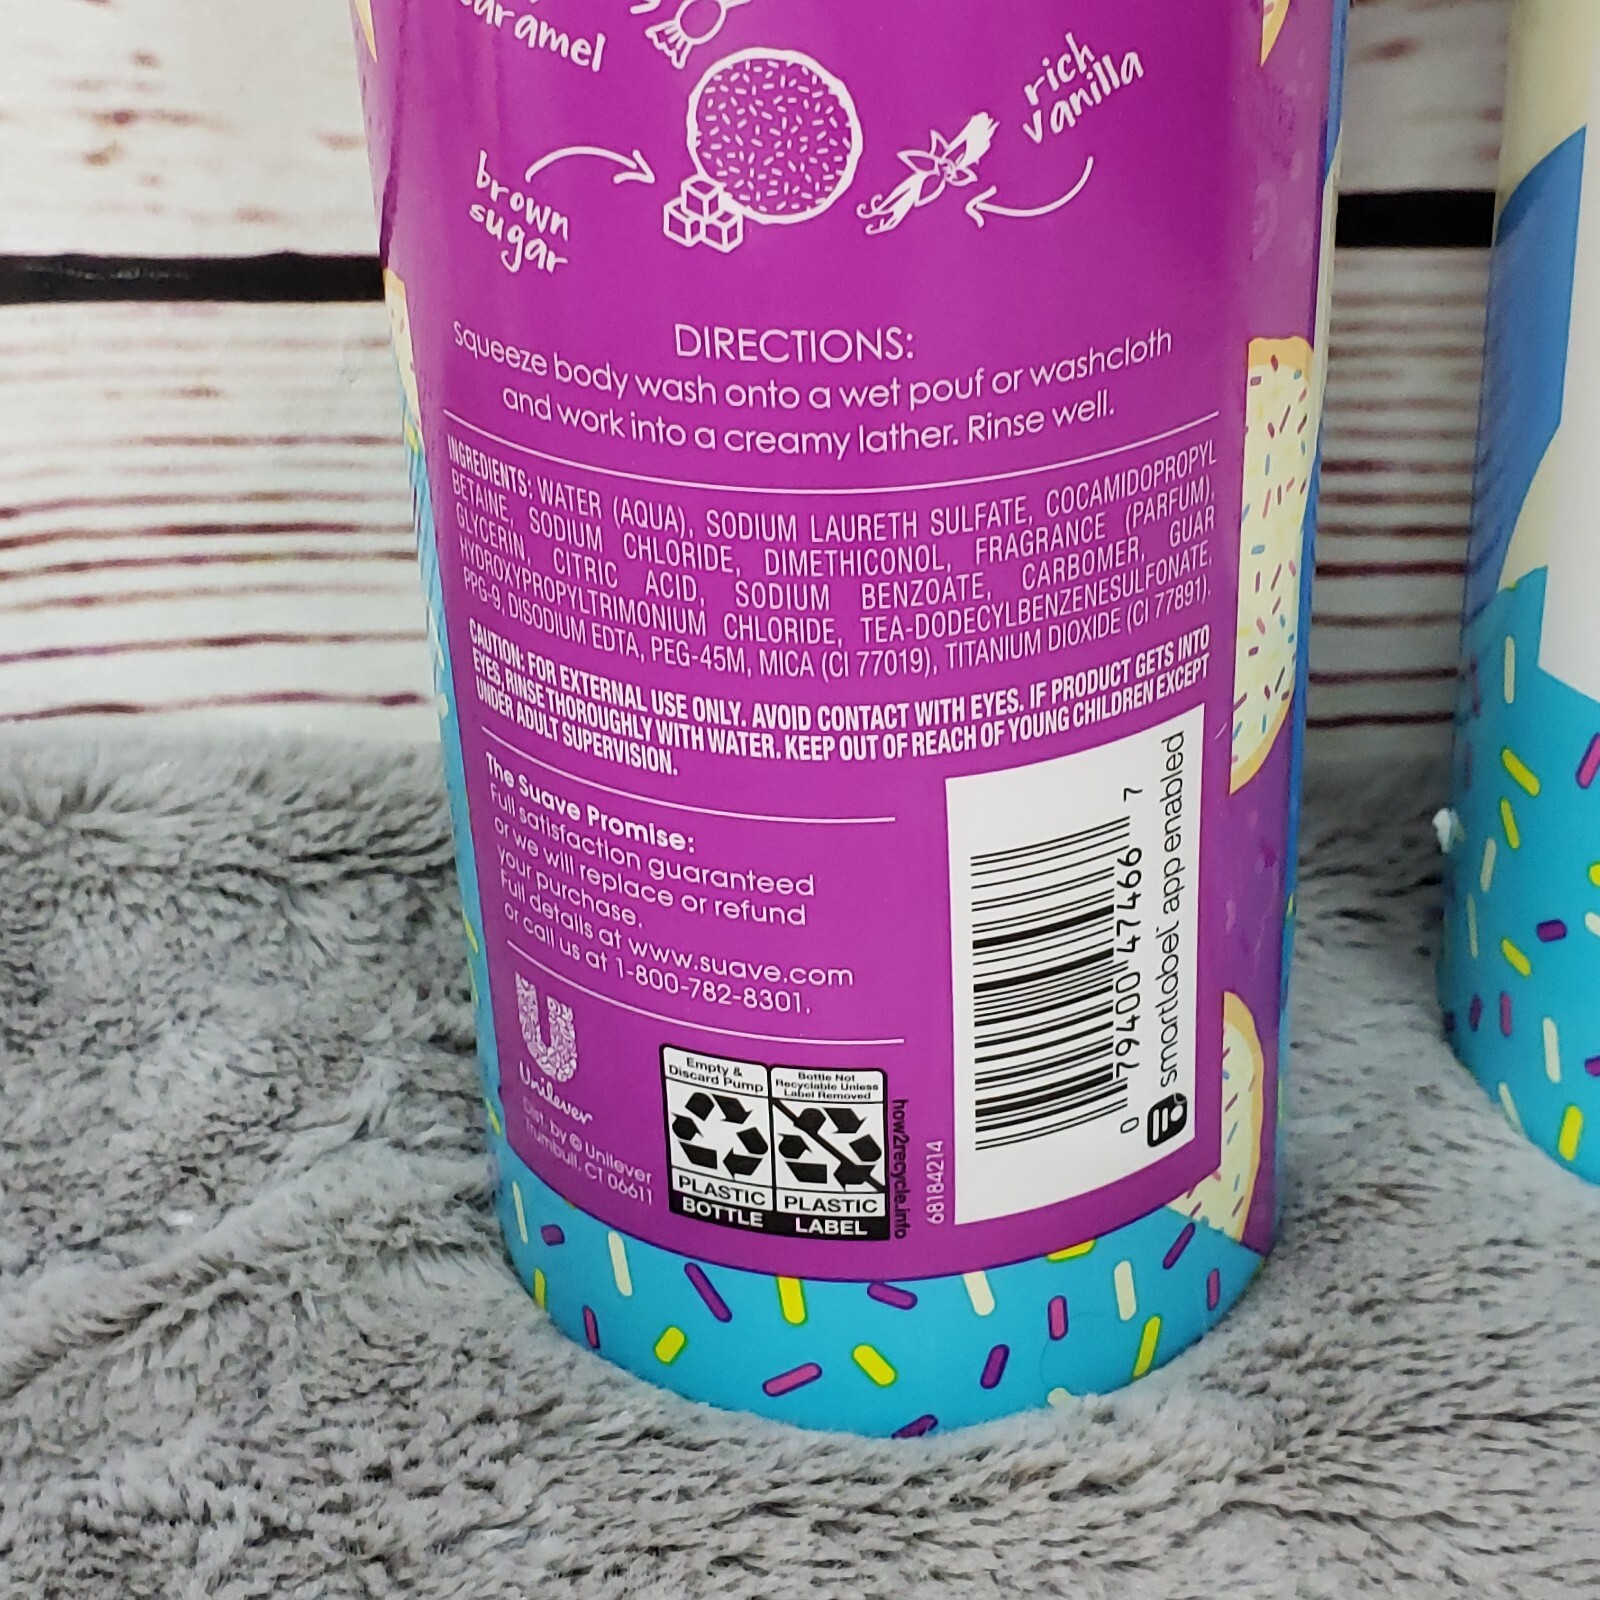 caramel
rich
vanilla
brown
sugar
DIRECTIONS:
Squeeze body wash onto a wet pouf or washcloth
and work into a creamy lather. Rinse well.
INGREDIENTS: WATER (AQUA), SODIUM LAURETH SULFATE, COCAMIDOPROPYL
BETAINE, SODIUM CHLORIDE, DIMETHICONOL, FRAGRANCE (PARFUM),
GLYCERIN, CITRIC ACID, SODIUM BENZOATE, CARBOMER, GUAR
HYDROXYPROPYLTRIMONIUM CHLORIDE, TEA-DODECYLBENZENESULFONATE,
PPG-9, DISODIUM EDTA, PEG-45M, MICA (CI 77019), TITANIUM DIOXIDE (CI 77891).
CAUTION: FOR EXTERNAL USE ONLY. AVOID CONTACT WITH EYES. IF PRODUCT GETS INTO
EYES, RINSE THOROUGHLY WITH WATER. KEEP OUT OF REACH OF YOUNG CHILDREN EXCEPT
UNDER ADULT SUPERVISION.
The Suave Promise:
Full satisfaction guaranteed
or we will replace or refund
your purchase.
Full details at www.suave.com
or call us at 1-800-782-8301.
Unilever
Dist. by © Unilever
Trumbull, CT 06611
Empty &
Discard Pump
PLASTIC
BOTTLE
Bottle Not
Recyclable Unless
Label Removed
PLASTIC
LABEL
how2recycle.info
68184214
0 79400 47466 7
smartlabel™ app enabled